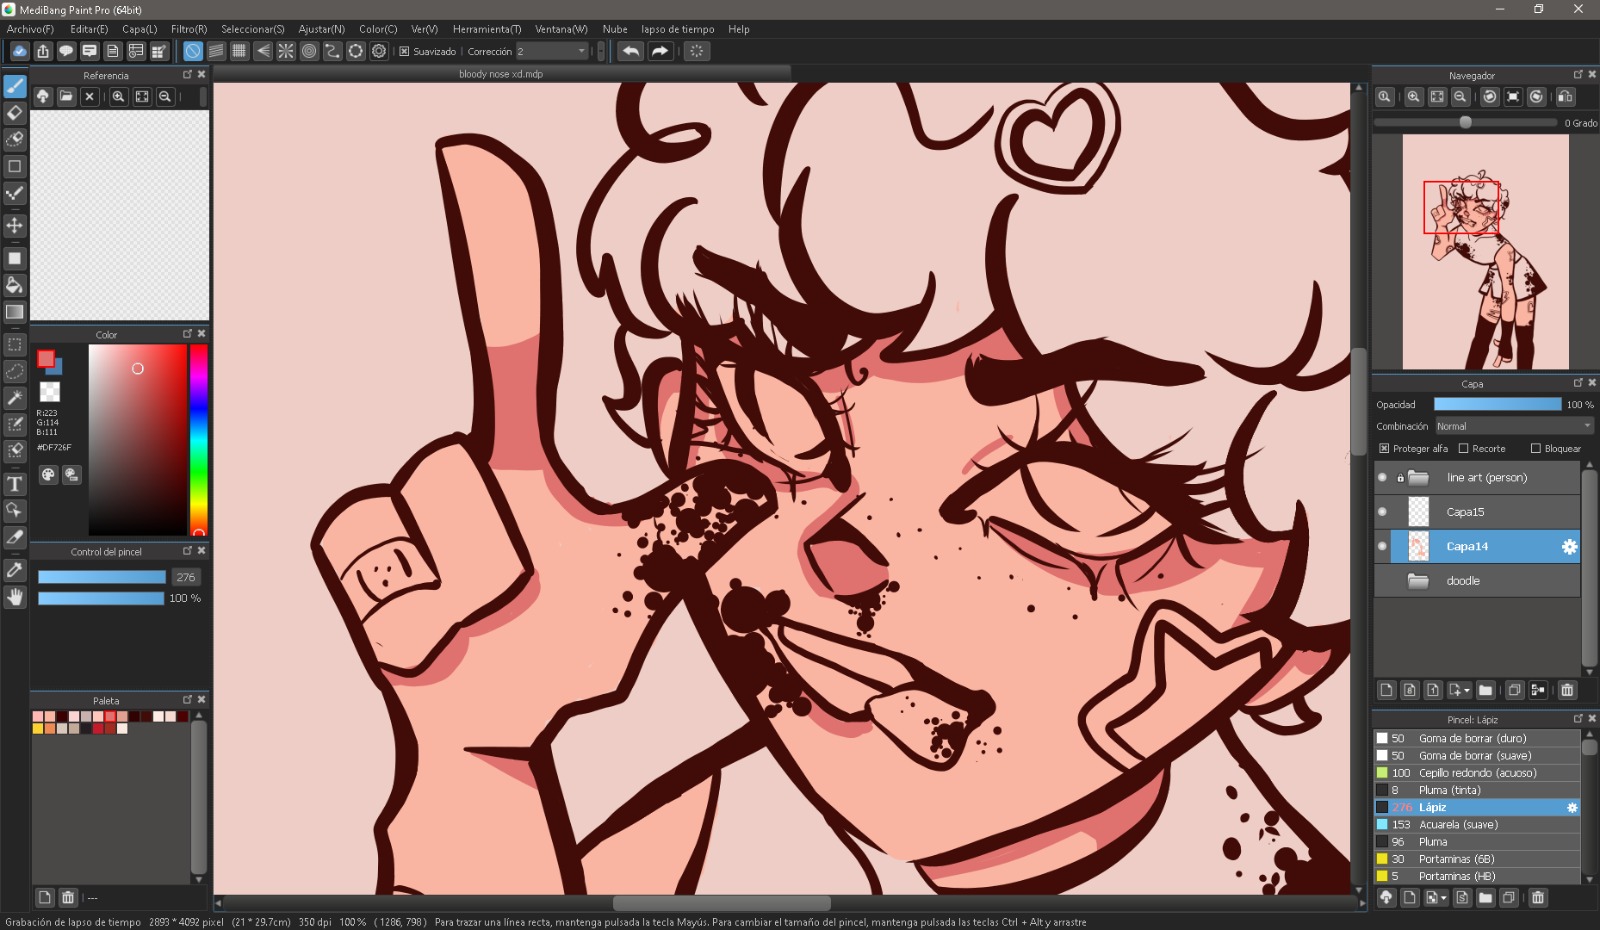 MediBang Paint Pro (64bit)
Archivo(F) Editar(E) Capa(L) Filtro(R) Seleccionar(S) Ajustar(N) Color(C) Ver(V) Herramienta(T) Ventana(W) Nube lapso de tiempo Help
Suavizado Corrección 2
Referencia
bloody nose xd.mdp
Navegador
0 Grado
Color
R:223
G:114
B:111
#DF726F
Control del pincel
276
100 %
Paleta
---
Capa
Opacidad 100 %
Combinación Normal
Proteger alfa Recorte Bloquear
line art (person)
Capa15
Capa14
doodle
Pincel: Lápiz
50 Goma de borrar (duro)
50 Goma de borrar (suave)
100 Cepillo redondo (acuoso)
8 Pluma (tinta)
276 Lápiz
153 Acuarela (suave)
96 Pluma
30 Portaminas (6B)
5 Portaminas (HB)
Grabación de lapso de tiempo 2893 * 4092 pixel (21 * 29.7cm) 350 dpi 100 % ( 1286, 798 ) Para trazar una línea recta, mantenga pulsada la tecla Mayús. Para cambiar el tamaño del pincel, mantenga pulsadas las teclas Ctrl + Alt y arrastre